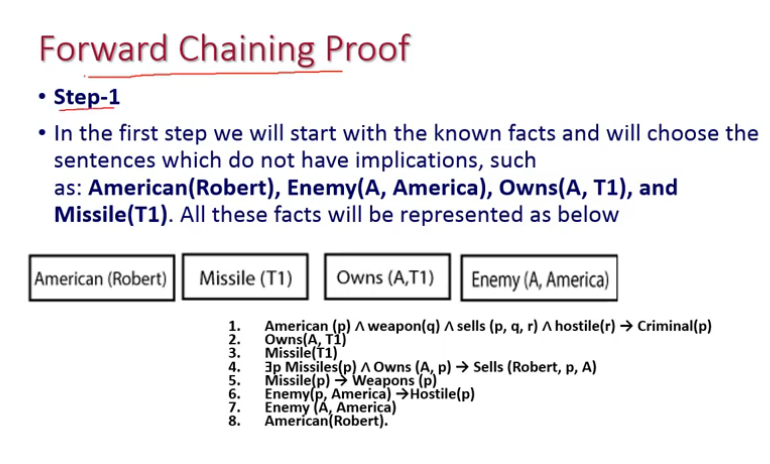 Forward Chaining Proof
• Step-1
• In the first step we will start with the known facts and will choose the
sentences which do not have implications, such
as: American(Robert), Enemy(A, America), Owns(A, T1), and
Missile(T1). All these facts will be represented as below
American (Robert) Missile (T1) Owns (A,T1) Enemy (A, America)
1. American (p) ∧ weapon(q) ∧ sells (p, q, r) ∧ hostile(r) → Criminal(p)
2. Owns(A, T1)
3. Missile(T1)
4. ∃p Missiles(p) ∧ Owns (A, p) → Sells (Robert, p, A)
5. Missile(p) → Weapons (p)
6. Enemy(p, America) →Hostile(p)
7. Enemy (A, America)
8. American(Robert).